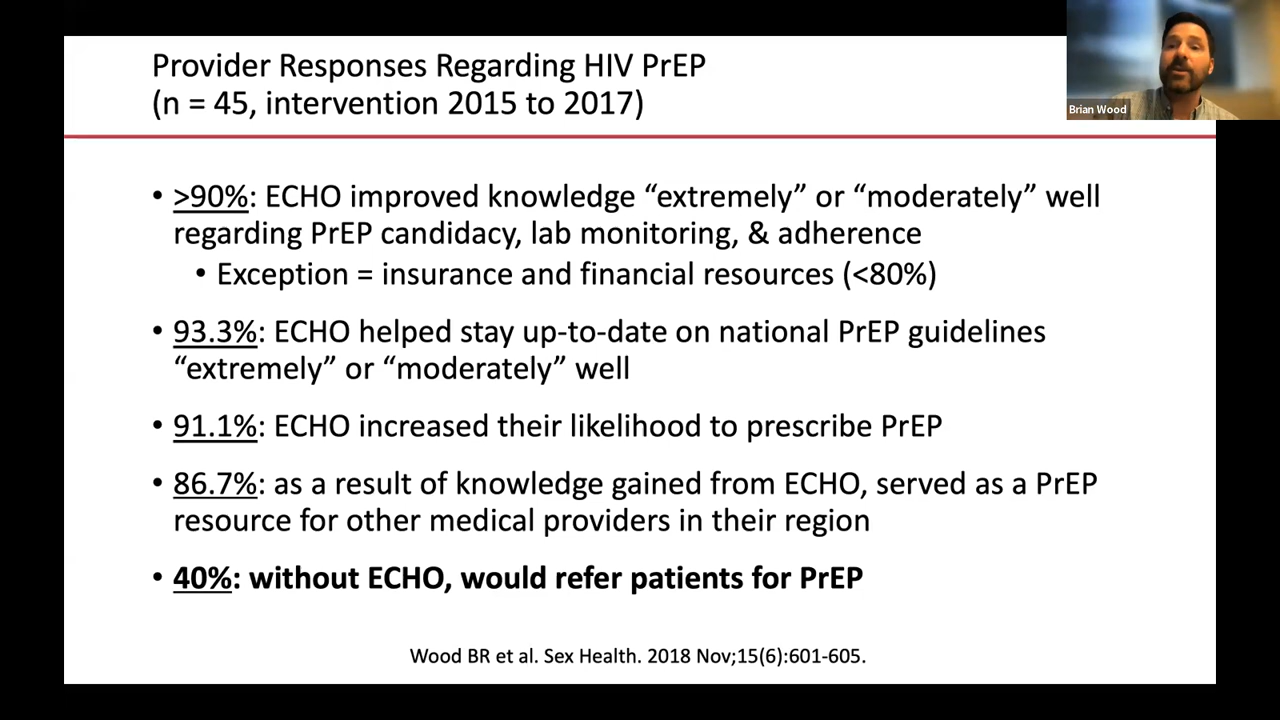 Provider Responses Regarding HIV PrEP
(n = 45, intervention 2015 to 2017)
Brian Wood
• >90%: ECHO improved knowledge “extremely” or “moderately” well
regarding PrEP candidacy, lab monitoring, & adherence
• Exception = insurance and financial resources (<80%)
• 93.3%: ECHO helped stay up-to-date on national PrEP guidelines
“extremely” or “moderately” well
• 91.1%: ECHO increased their likelihood to prescribe PrEP
• 86.7%: as a result of knowledge gained from ECHO, served as a PrEP
resource for other medical providers in their region
• 40%: without ECHO, would refer patients for PrEP
Wood BR et al. Sex Health. 2018 Nov;15(6):601-605.